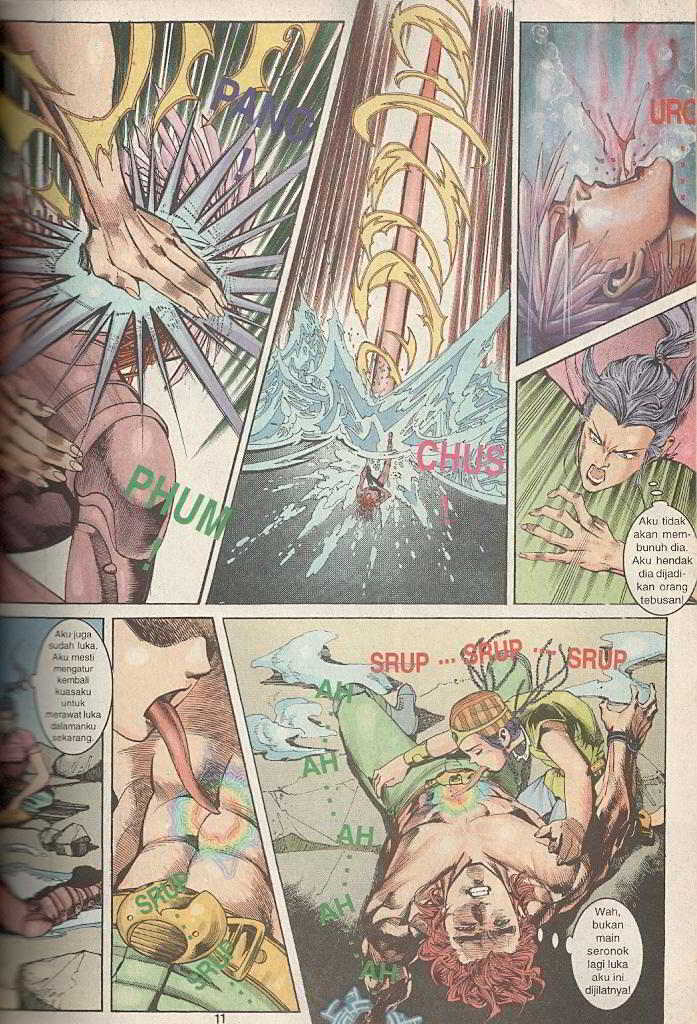 PANG
!
PHUM
!
CHUS
!
URG
Aku tidak
akan mem-
bunuh dia.
Aku hendak
dia dijadi-
kan orang
tebusan!
Aku juga
sudah luka.
Aku mesti
mengatur
kembali
kuasaku
untuk
merawat luka
dalamanku
sekarang.
SRUP
SRUP...
SRUP ... SRUP ... SRUP
AH
AH
AH
AH
AH
Wah,
bukan
main
seronok
lagi luka
aku ini
dijilatnya!
11